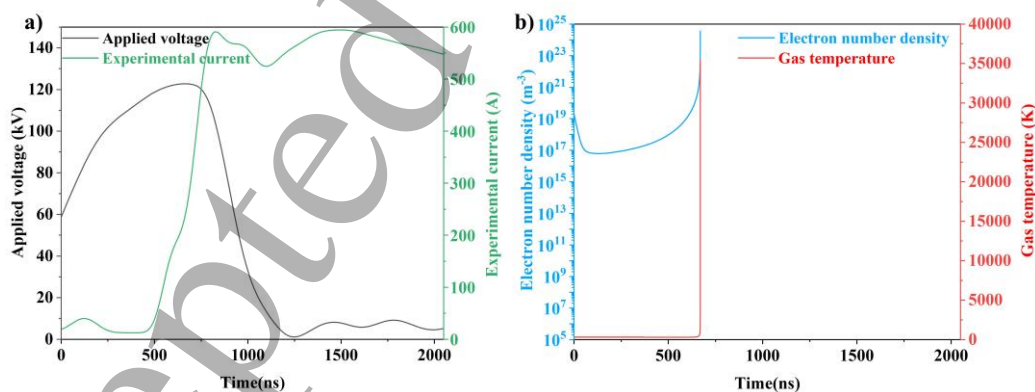 a)
Applied voltage
Experimental current
Applied voltage (kV)
160
140
120
100
80
60
40
20
0
Experimental current (A)
600
500
400
300
200
100
0
0 500 1000 1500 2000
Time(ns)
b)
Electron number density
Gas temperature
Electron number density (m⁻³)
10²⁵
10²³
10²¹
10¹⁹
10¹⁷
10¹⁵
10¹³
10¹¹
10⁹
10⁷
10⁵
Gas temperature (K)
40000
35000
30000
25000
20000
15000
10000
5000
0
0 500 1000 1500 2000
Time(ns)
pted